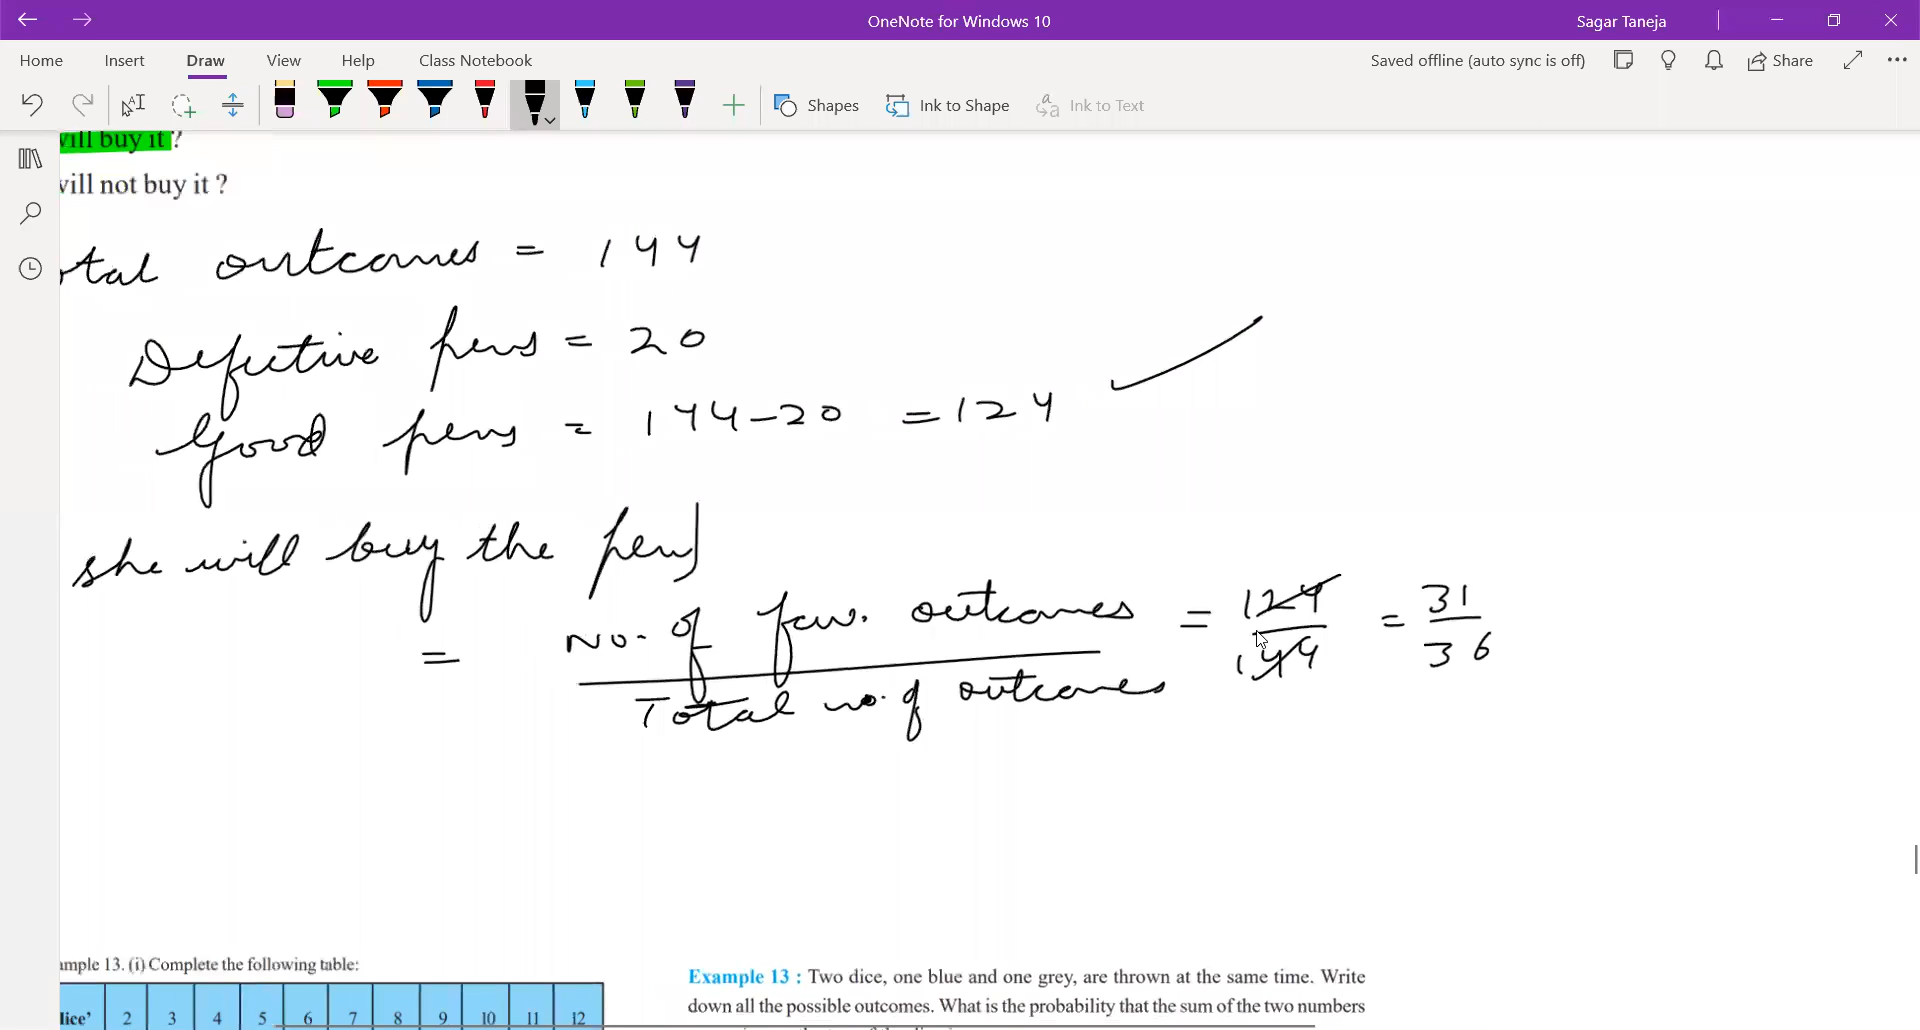 OneNote for Windows 10
Sagar Taneja
Home Insert Draw View Help Class Notebook
Saved offline (auto sync is off) Share
Shapes Ink to Shape Ink to Text
will buy it ?
will not buy it ?
otal outcomes = 144
Defective pens = 20
Good pens = 144-20 =124
she will buy the pen)
= No. of fav. outcomes = 124 = 31
Total no. of outcomes 144 36
ample 13. (i) Complete the following table:
Example 13 : Two dice, one blue and one grey, are thrown at the same time. Write
down all the possible outcomes. What is the probability that the sum of the two numbers
dice' 2 3 4 5 6 7 8 9 10 11 12